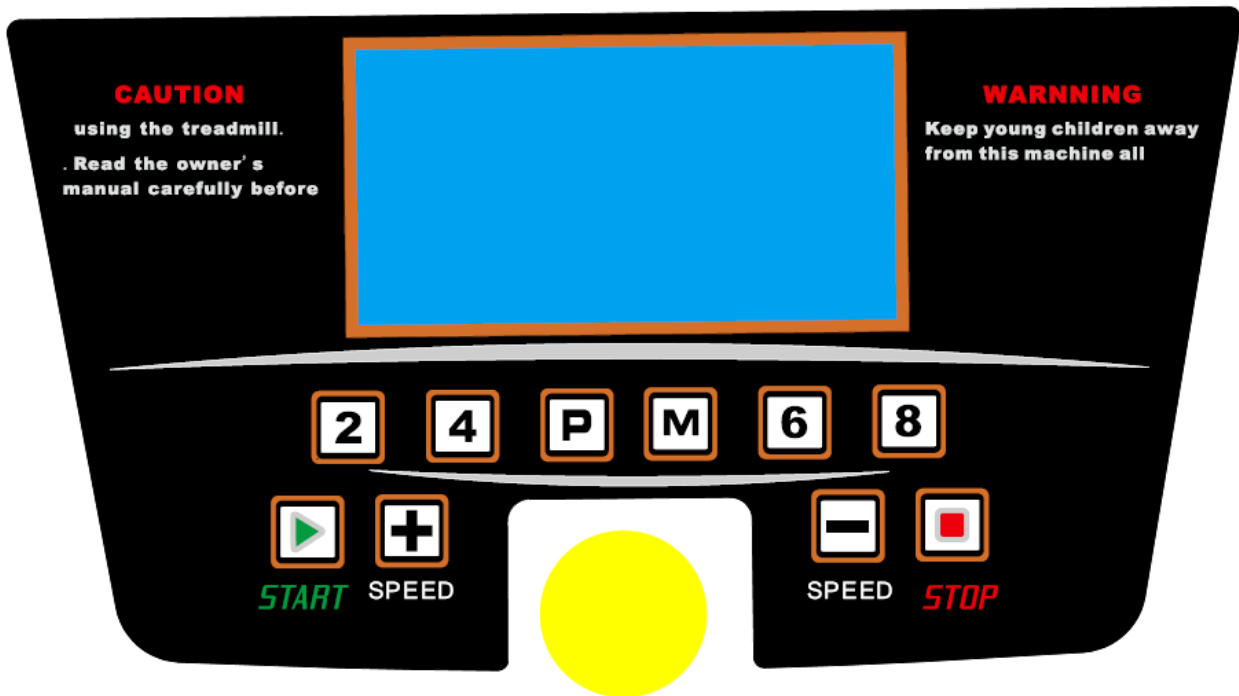 CAUTION
using the treadmill.
. Read the owner's
manual carefully before
WARNNING
Keep young children away
from this machine all
2
4
P
M
6
8
START
SPEED
SPEED
STOP